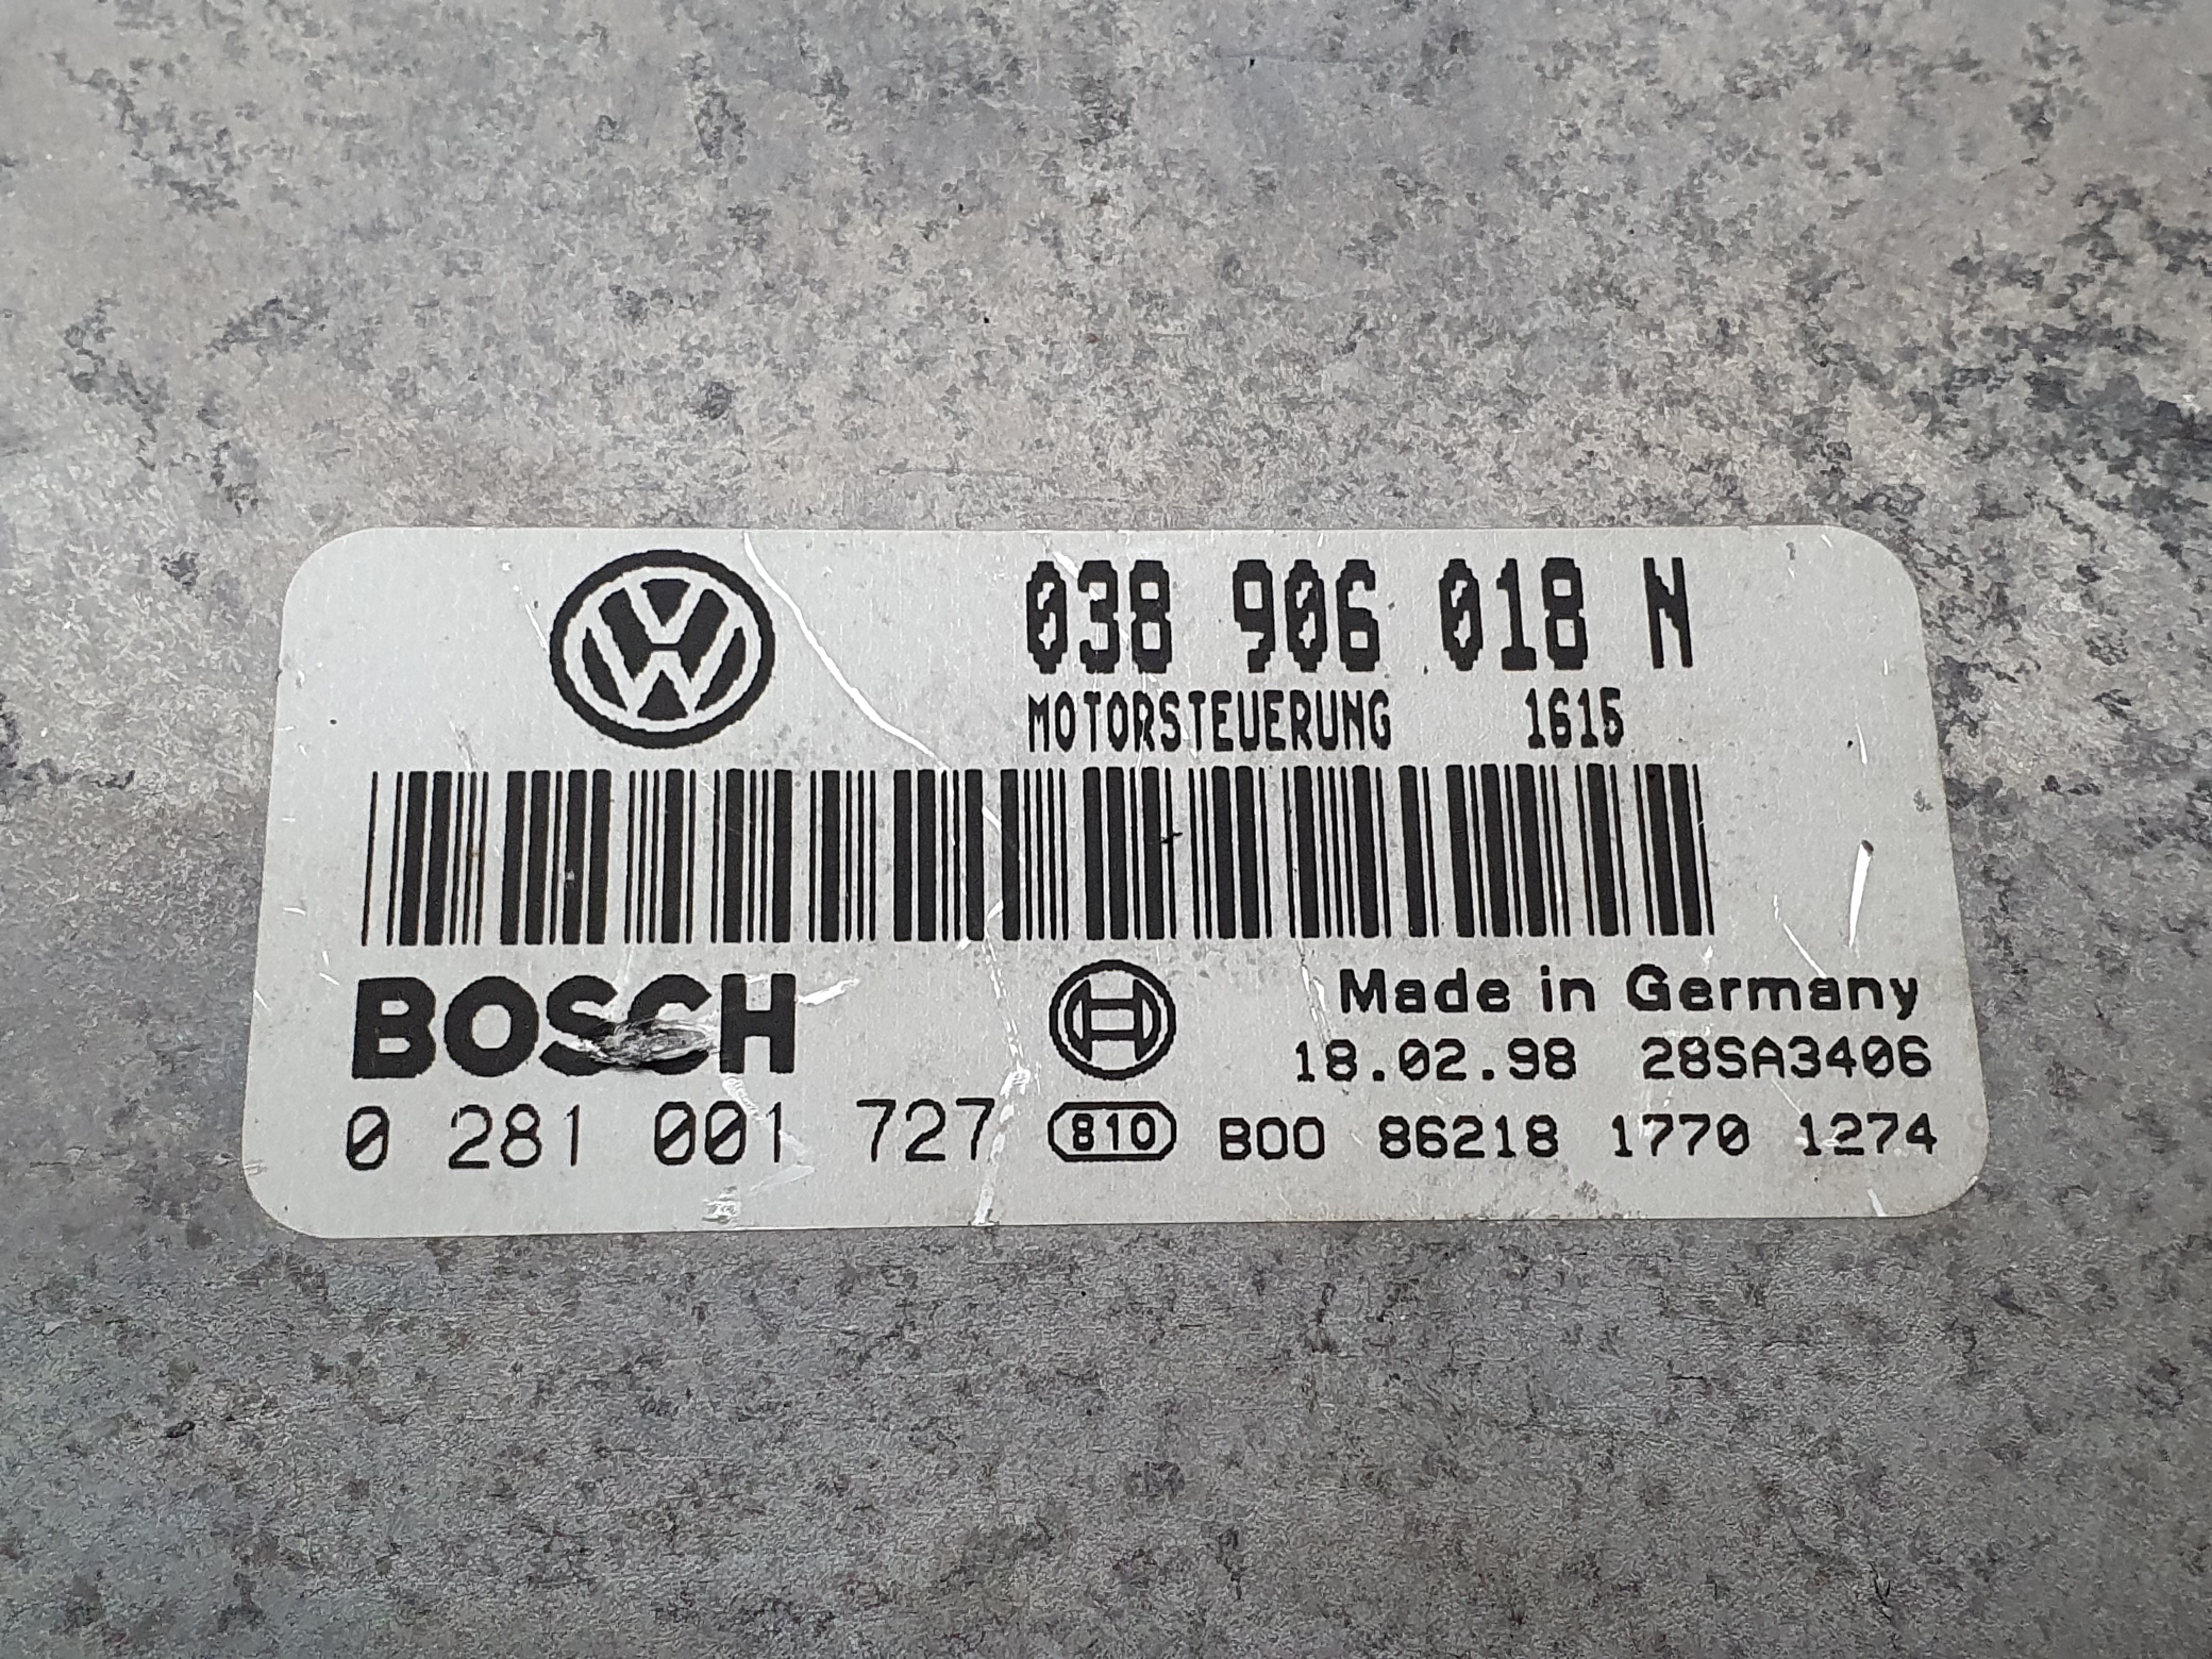 038 906 018 N
MOTORSTEUERUNG 1615
BOSCH
Made in Germany
18.02.98 28SA3406
0 281 001 727 810 B00 86218 1770 1274